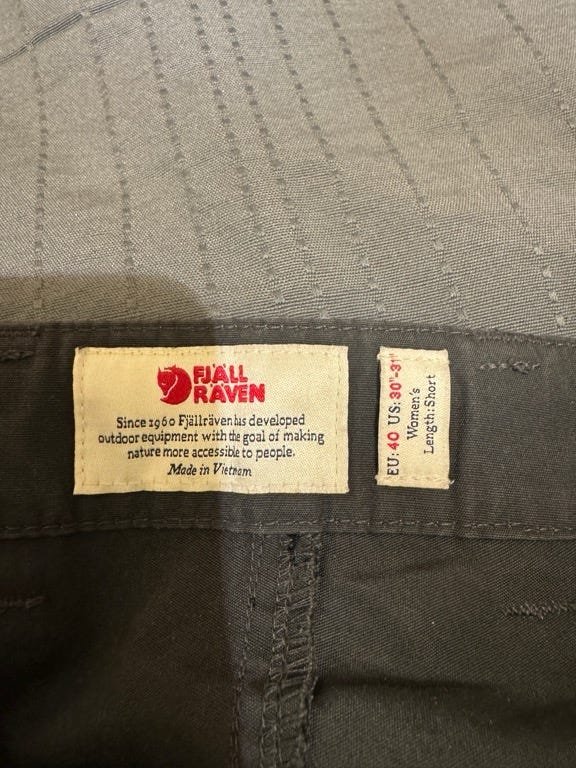 FJÄLL
RÄVEN
Since 1960 Fjällräven has developed
outdoor equipment with the goal of making
nature more accessible to people.
Made in Vietnam
EU: 40 US: 30"-31"
Women's
Length: Short